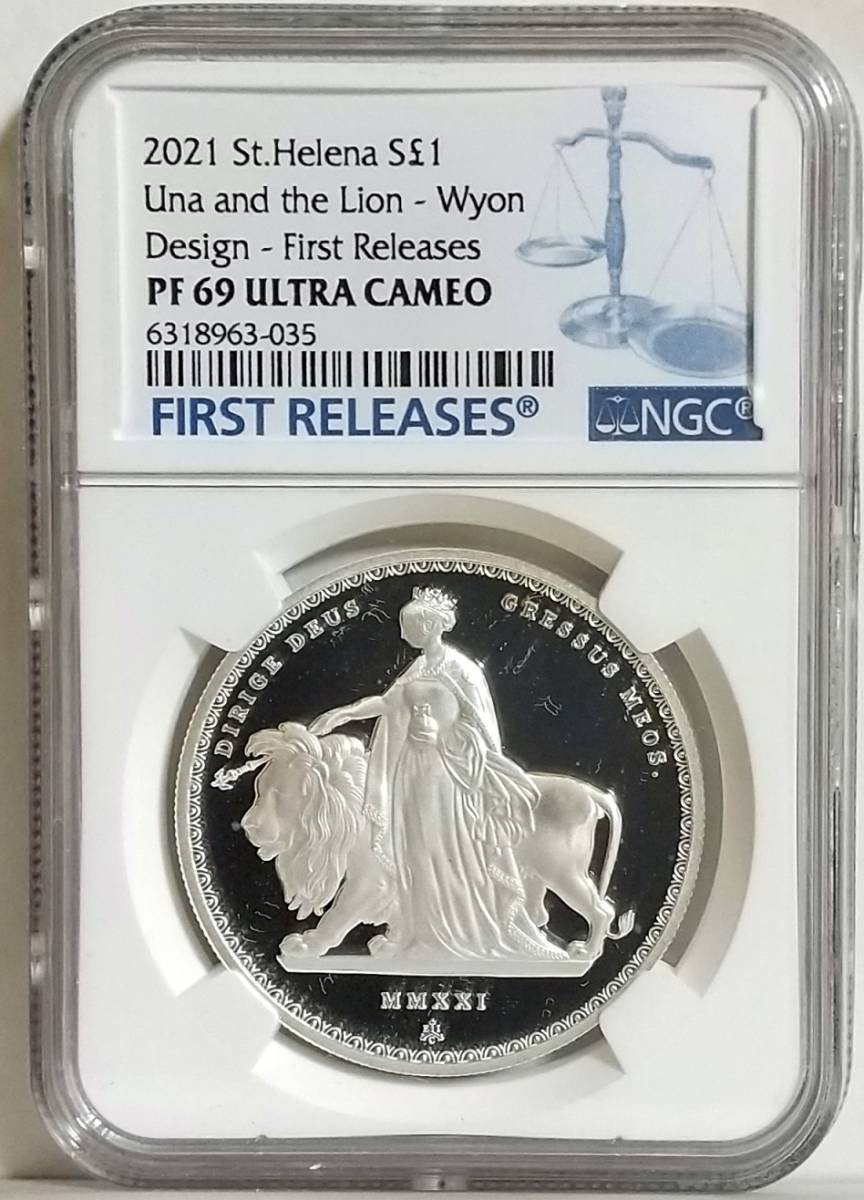 2021 St.Helena S£1
Una and the Lion - Wyon
Design - First Releases
PF 69 ULTRA CAMEO
6318963-035
FIRST RELEASES®
NGC®
DIRIGE DEUS GRESSUS MEOS.
MMXXI